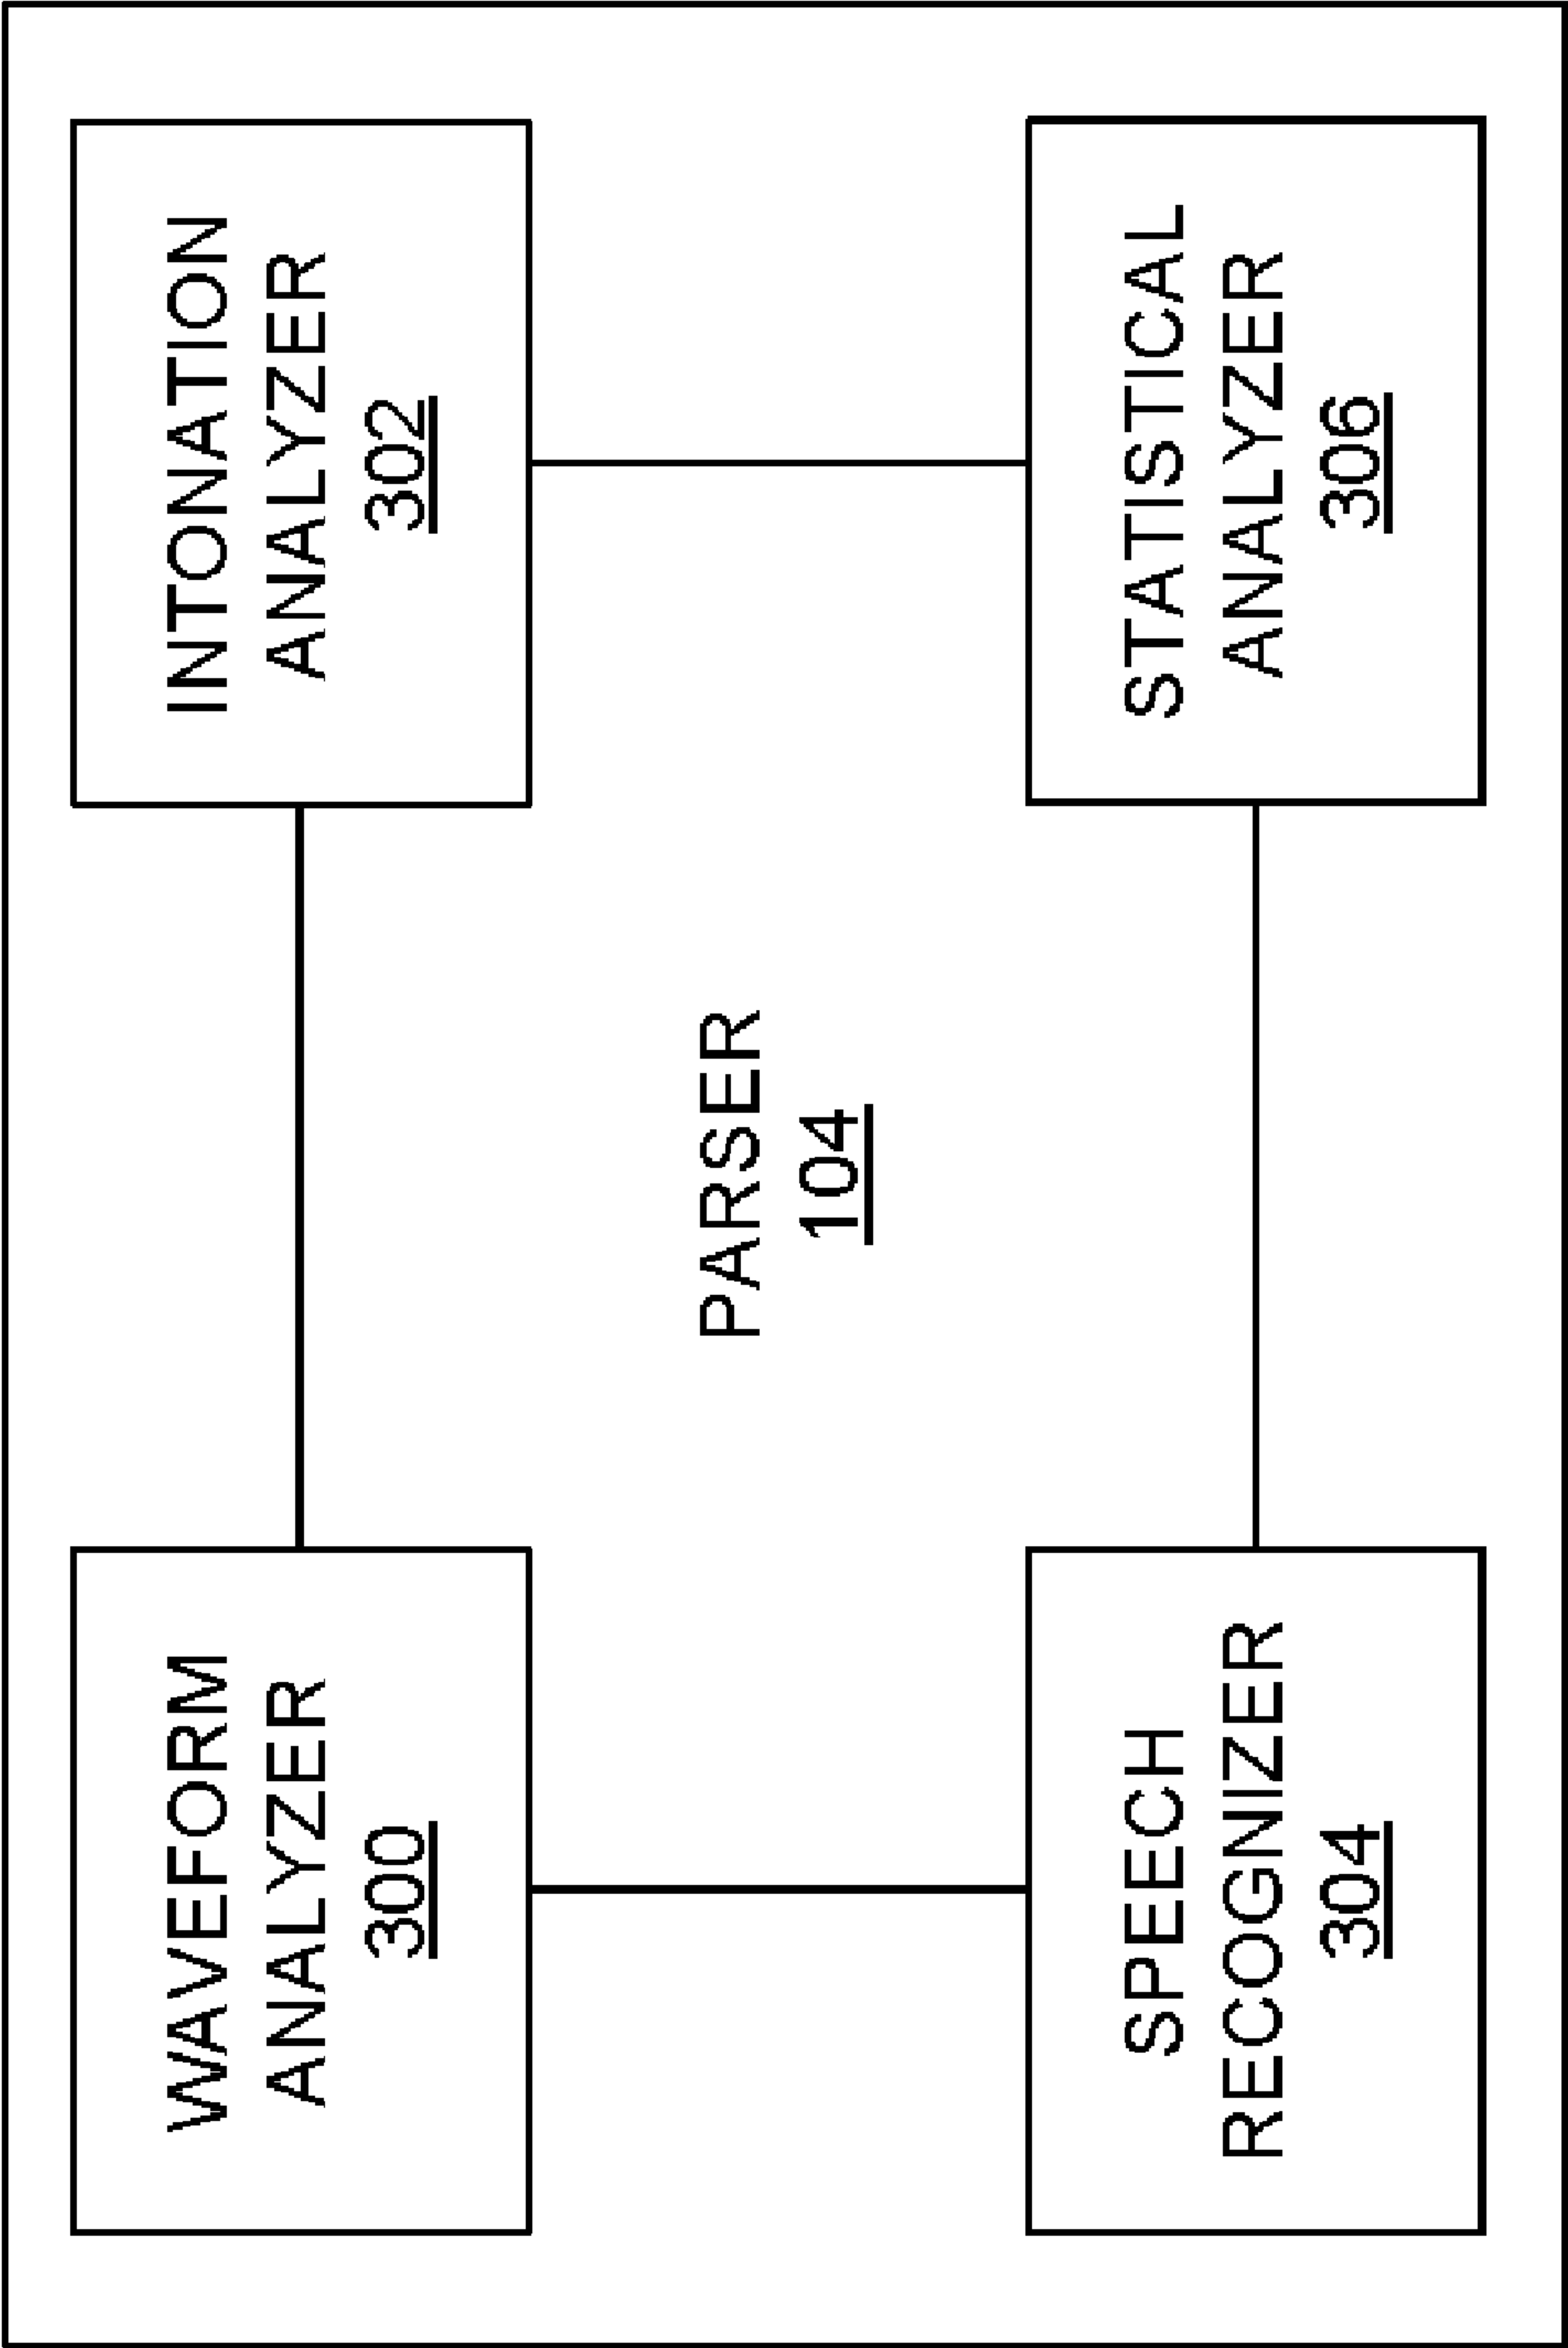 WAVEFORM
ANALYZER
300
INTONATION
ANALYZER
302
PARSER
104
SPEECH
RECOGNIZER
304
STATISTICAL
ANALYZER
306